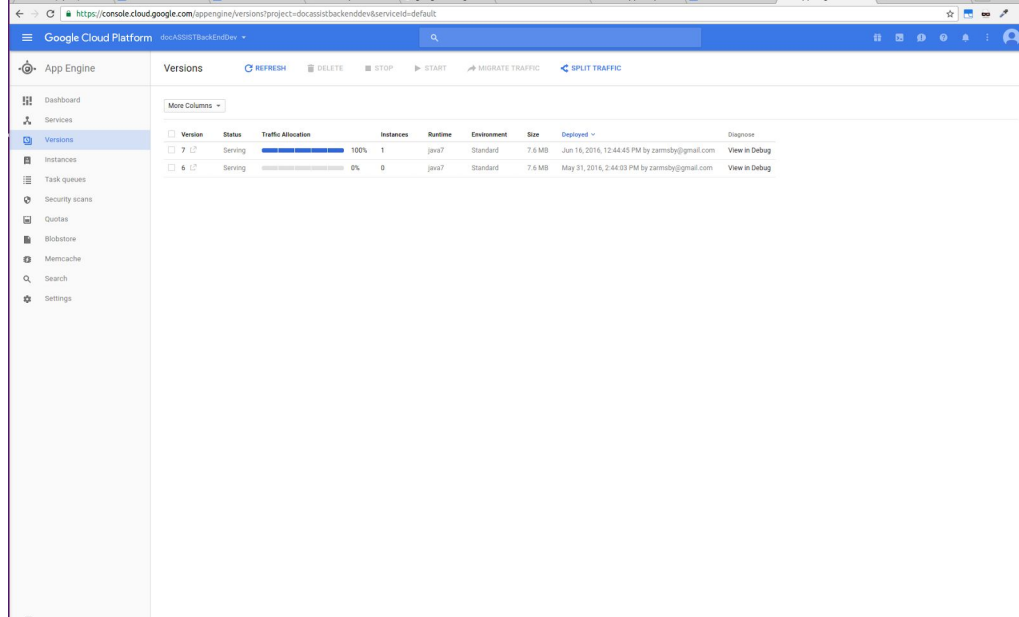 https://console.cloud.google.com/appengine/versions?project=docassistbackenddev&serviceId=default
Google Cloud Platform docASSISTBackEndDev
App Engine
Versions REFRESH DELETE STOP START MIGRATE TRAFFIC SPLIT TRAFFIC
Dashboard
Services
Versions
Instances
Task queues
Security scans
Quotas
Blobstore
Memcache
Search
Settings
More Columns
Version Status Traffic Allocation Instances Runtime Environment Size Deployed Diagnose
7 Serving 100% 1 java7 Standard 7.6 MB Jun 16, 2016, 12:44:45 PM by zarmsby@gmail.com View in Debug
6 Serving 0% 0 java7 Standard 7.6 MB May 31, 2016, 2:44:03 PM by zarmsby@gmail.com View in Debug